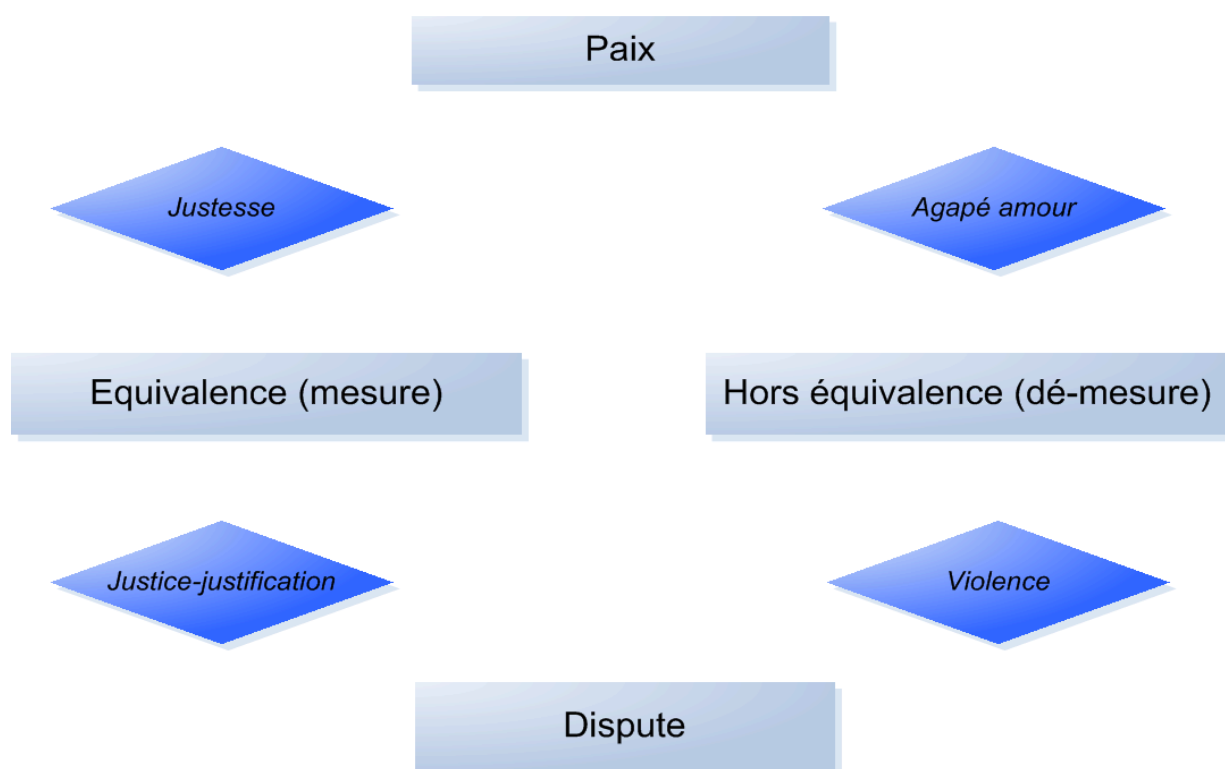 Paix
Justesse
Agapé amour
Equivalence (mesure)
Hors équivalence (dé-mesure)
Justice-justification
Violence
Dispute